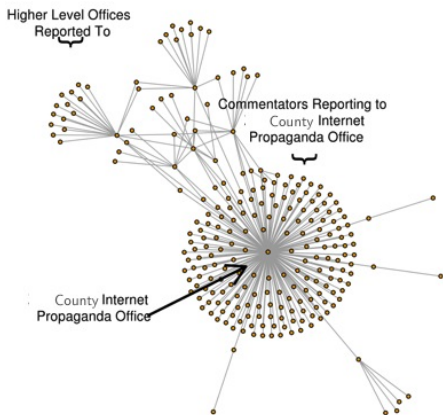 Higher Level Offices
Reported To
Commentators Reporting to
County Internet
Propaganda Office
County Internet
Propaganda Office